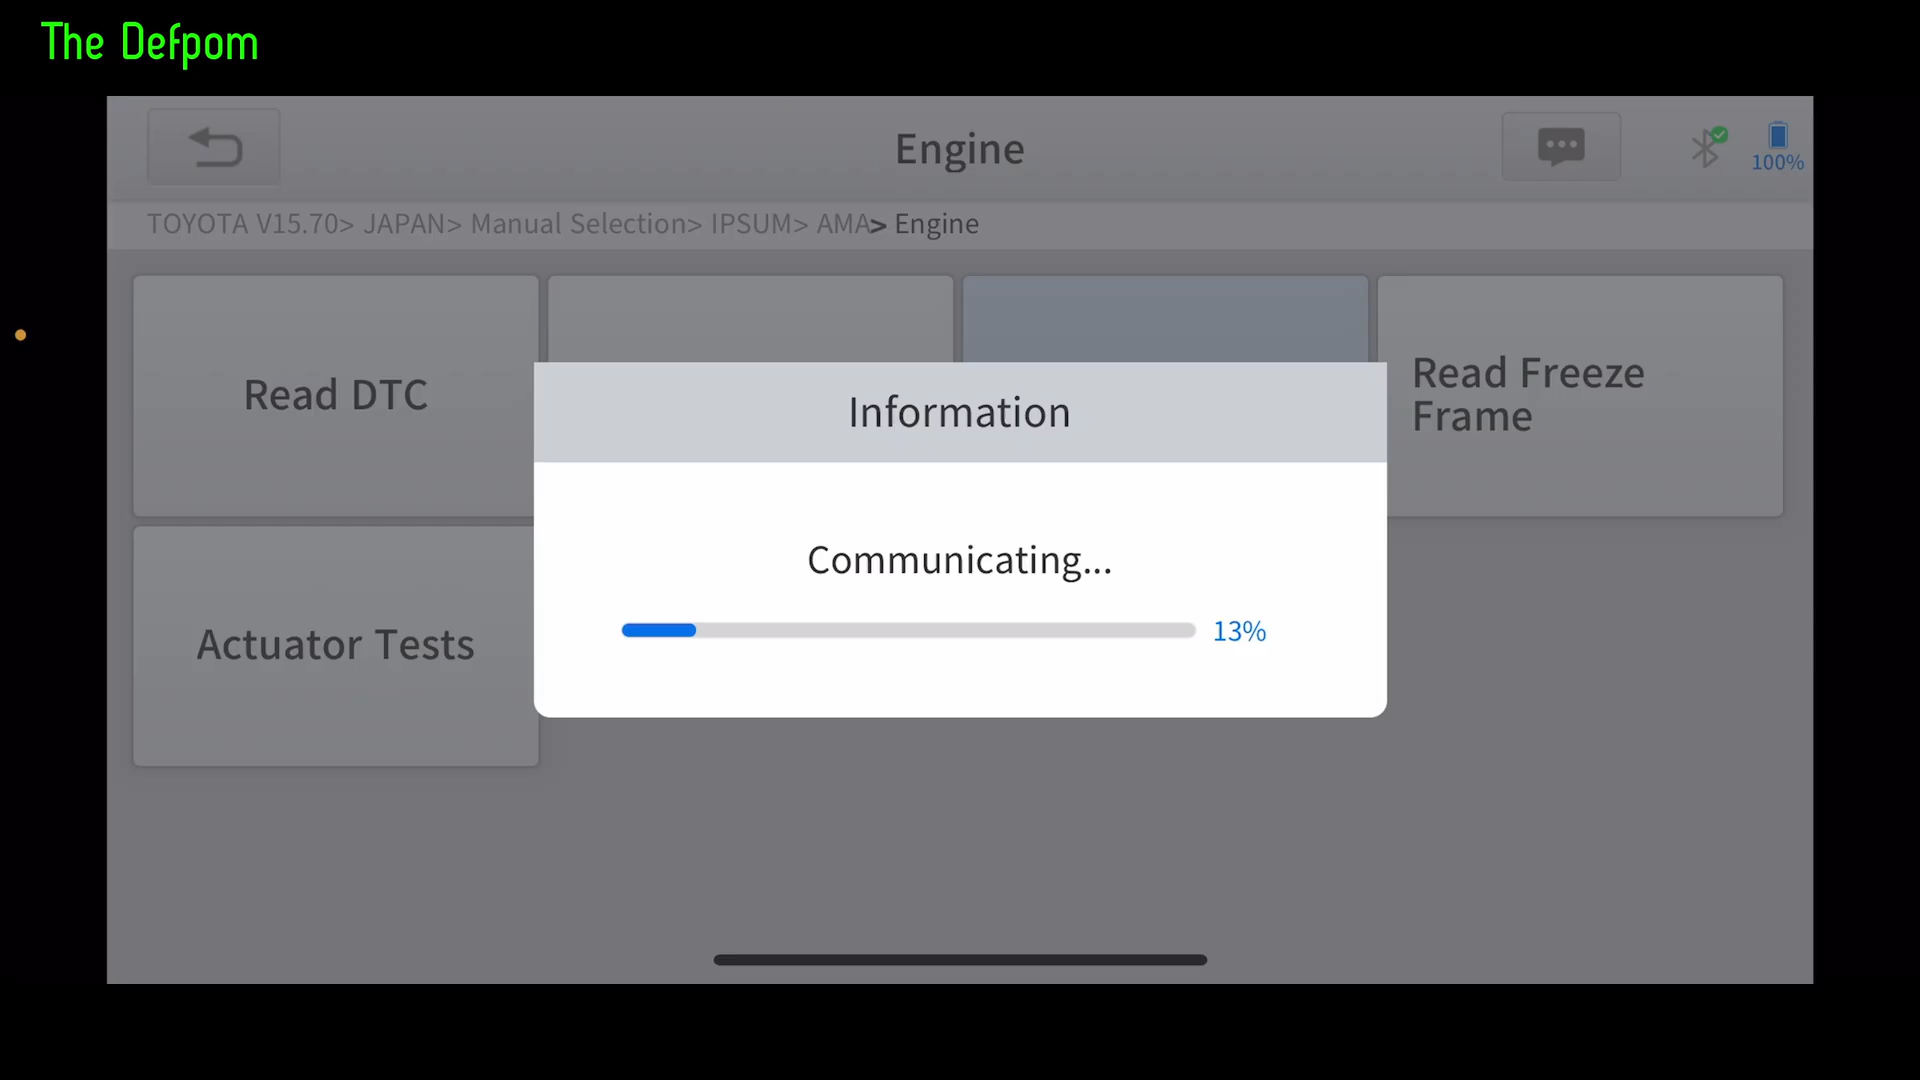 The Defpom
Engine
100%
TOYOTA V15.70> JAPAN> Manual Selection> IPSUM> AMA> Engine
Read DTC
Read Freeze
Frame
Information
Communicating...
13%
Actuator Tests